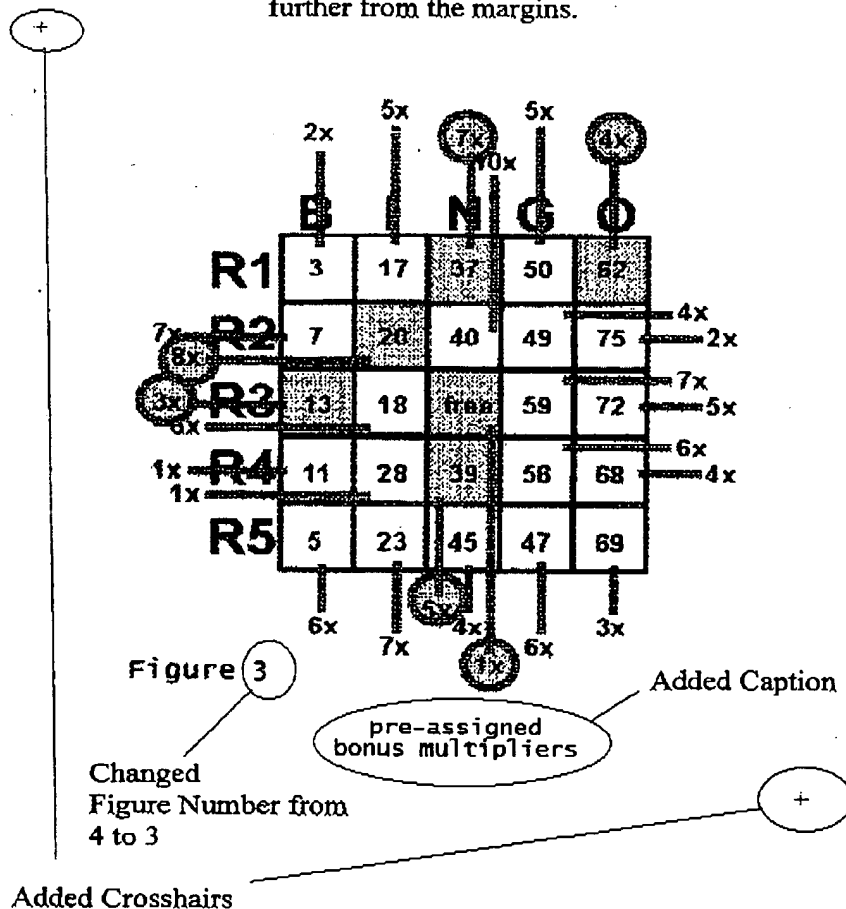 further from the margins.
+
5x 7x 5x 4x
2x 10x
B N G O
R1 3 17 37 50 62
4x
7x R2 7 20 40 49 75 2x
8x
7x
3x R3 13 18 free 59 72 5x
6x
6x
1x R4 11 28 39 56 68 4x
1x
R5 5 23 45 47 69
5x
6x 4x 3x
7x 6x
1x
Figure 3
Added Caption
pre-assigned
bonus multipliers
Changed
Figure Number from
4 to 3
+
Added Crosshairs